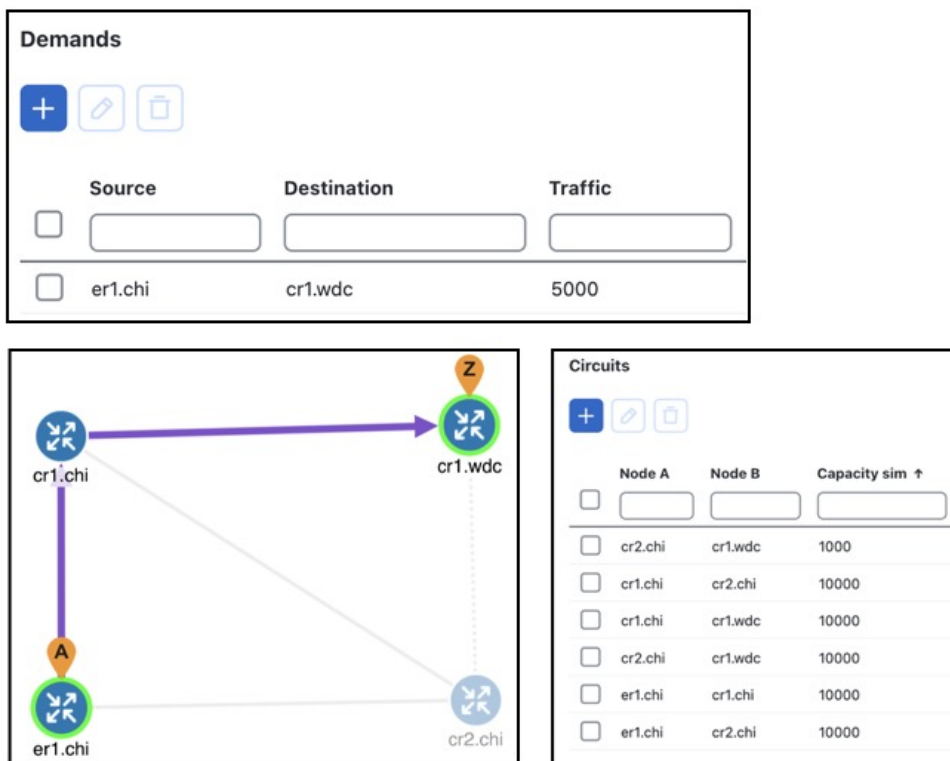 Demands
Source Destination Traffic
er1.chi cr1.wdc 5000
Z
cr1.chi
cr1.wdc
A
er1.chi
cr2.chi
Circuits
Node A Node B Capacity sim ↑
cr2.chi cr1.wdc 1000
cr1.chi cr2.chi 10000
cr1.chi cr1.wdc 10000
cr2.chi cr1.wdc 10000
er1.chi cr1.chi 10000
er1.chi cr2.chi 10000